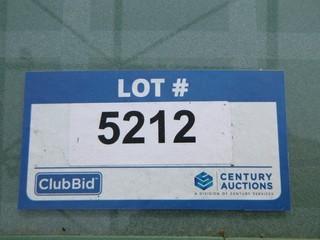 LOT #
5212
ClubBid
CENTURY
AUCTIONS
A DIVISION OF CENTURY SERVICES